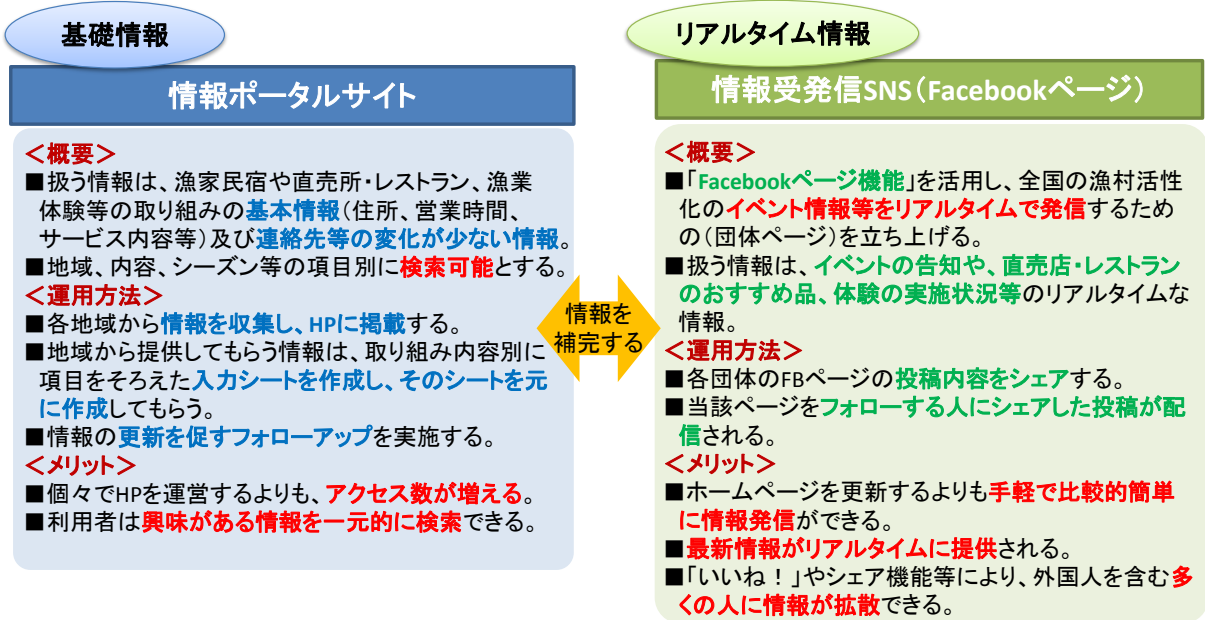 基礎情報
情報ポータルサイト
＜概要＞
■扱う情報は、漁家民宿や直売所・レストラン、漁業
体験等の取り組みの基本情報（住所、営業時間、
サービス内容等）及び連絡先等の変化が少ない情報。
■地域、内容、シーズン等の項目別に検索可能とする。
＜運用方法＞
■各地域から情報を収集し、HPに掲載する。
■地域から提供してもらう情報は、取り組み内容別に
項目をそろえた入力シートを作成し、そのシートを元
に作成してもらう。
■情報の更新を促すフォローアップを実施する。
＜メリット＞
■個々でHPを運営するよりも、アクセス数が増える。
■利用者は興味がある情報を一元的に検索できる。
情報を
補完する
リアルタイム情報
情報受発信SNS（Facebookページ）
＜概要＞
■「Facebookページ機能」を活用し、全国の漁村活性
化のイベント情報等をリアルタイムで発信するため
の（団体ページ）を立ち上げる。
■扱う情報は、イベントの告知や、直売店・レストラン
のおすすめ品、体験の実施状況等のリアルタイムな
情報。
＜運用方法＞
■各団体のFBページの投稿内容をシェアする。
■当該ページをフォローする人にシェアした投稿が配
信される。
＜メリット＞
■ホームページを更新するよりも手軽で比較的簡単
に情報発信ができる。
■最新情報がリアルタイムに提供される。
■「いいね！」やシェア機能等により、外国人を含む多
くの人に情報が拡散できる。